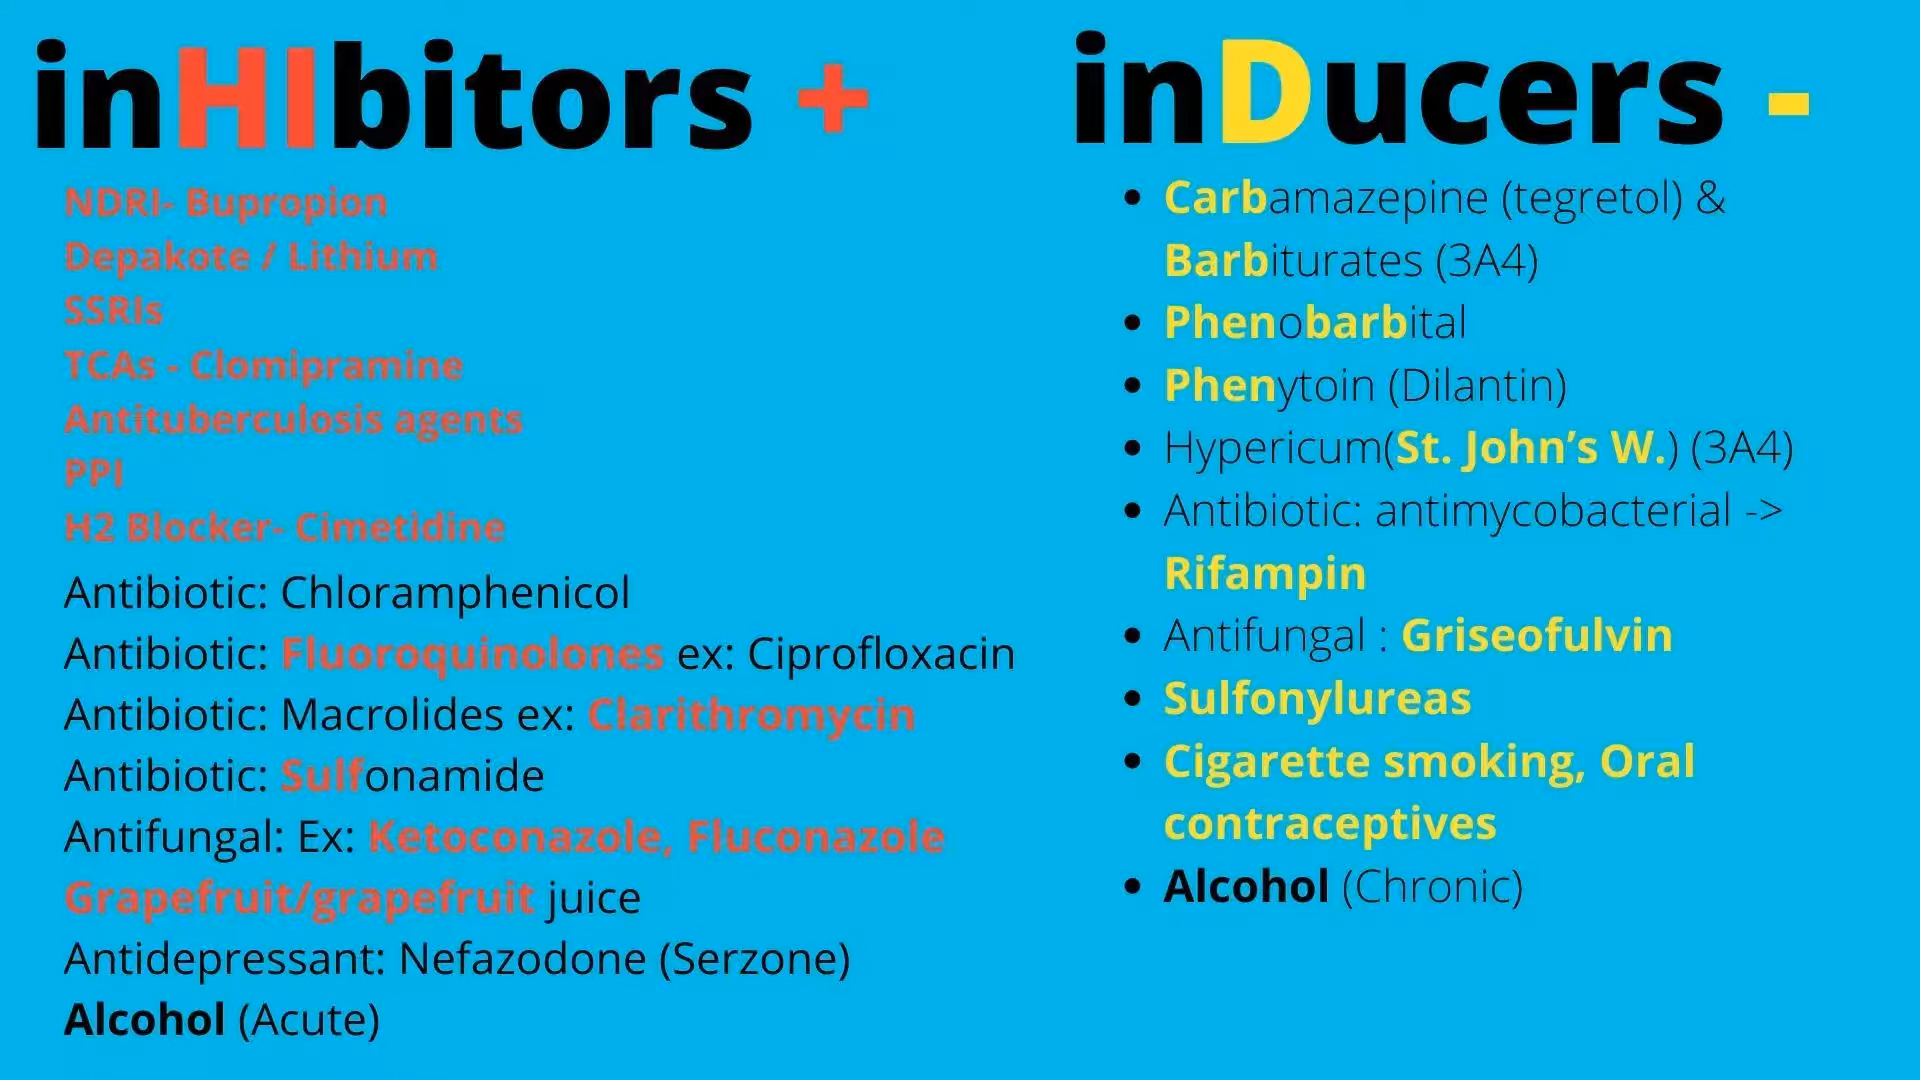 inHIbitors +
NDRI- Bupropion
Depakote / Lithium
SSRIs
TCAs - Clomipramine
Antituberculosis agents
PPI
H2 Blocker- Cimetidine
Antibiotic: Chloramphenicol
Antibiotic: Fluoroquinolones ex: Ciprofloxacin
Antibiotic: Macrolides ex: Clarithromycin
Antibiotic: Sulfonamide
Antifungal: Ex: Ketoconazole, Fluconazole
Grapefruit/grapefruit juice
Antidepressant: Nefazodone (Serzone)
Alcohol (Acute)
inDucers -
• Carbamazepine (tegretol) &
Barbiturates (3A4)
• Phenobarbital
• Phenytoin (Dilantin)
• Hypericum(St. John’s W.) (3A4)
• Antibiotic: antimycobacterial ->
Rifampin
• Antifungal : Griseofulvin
• Sulfonylureas
• Cigarette smoking, Oral
contraceptives
• Alcohol (Chronic)